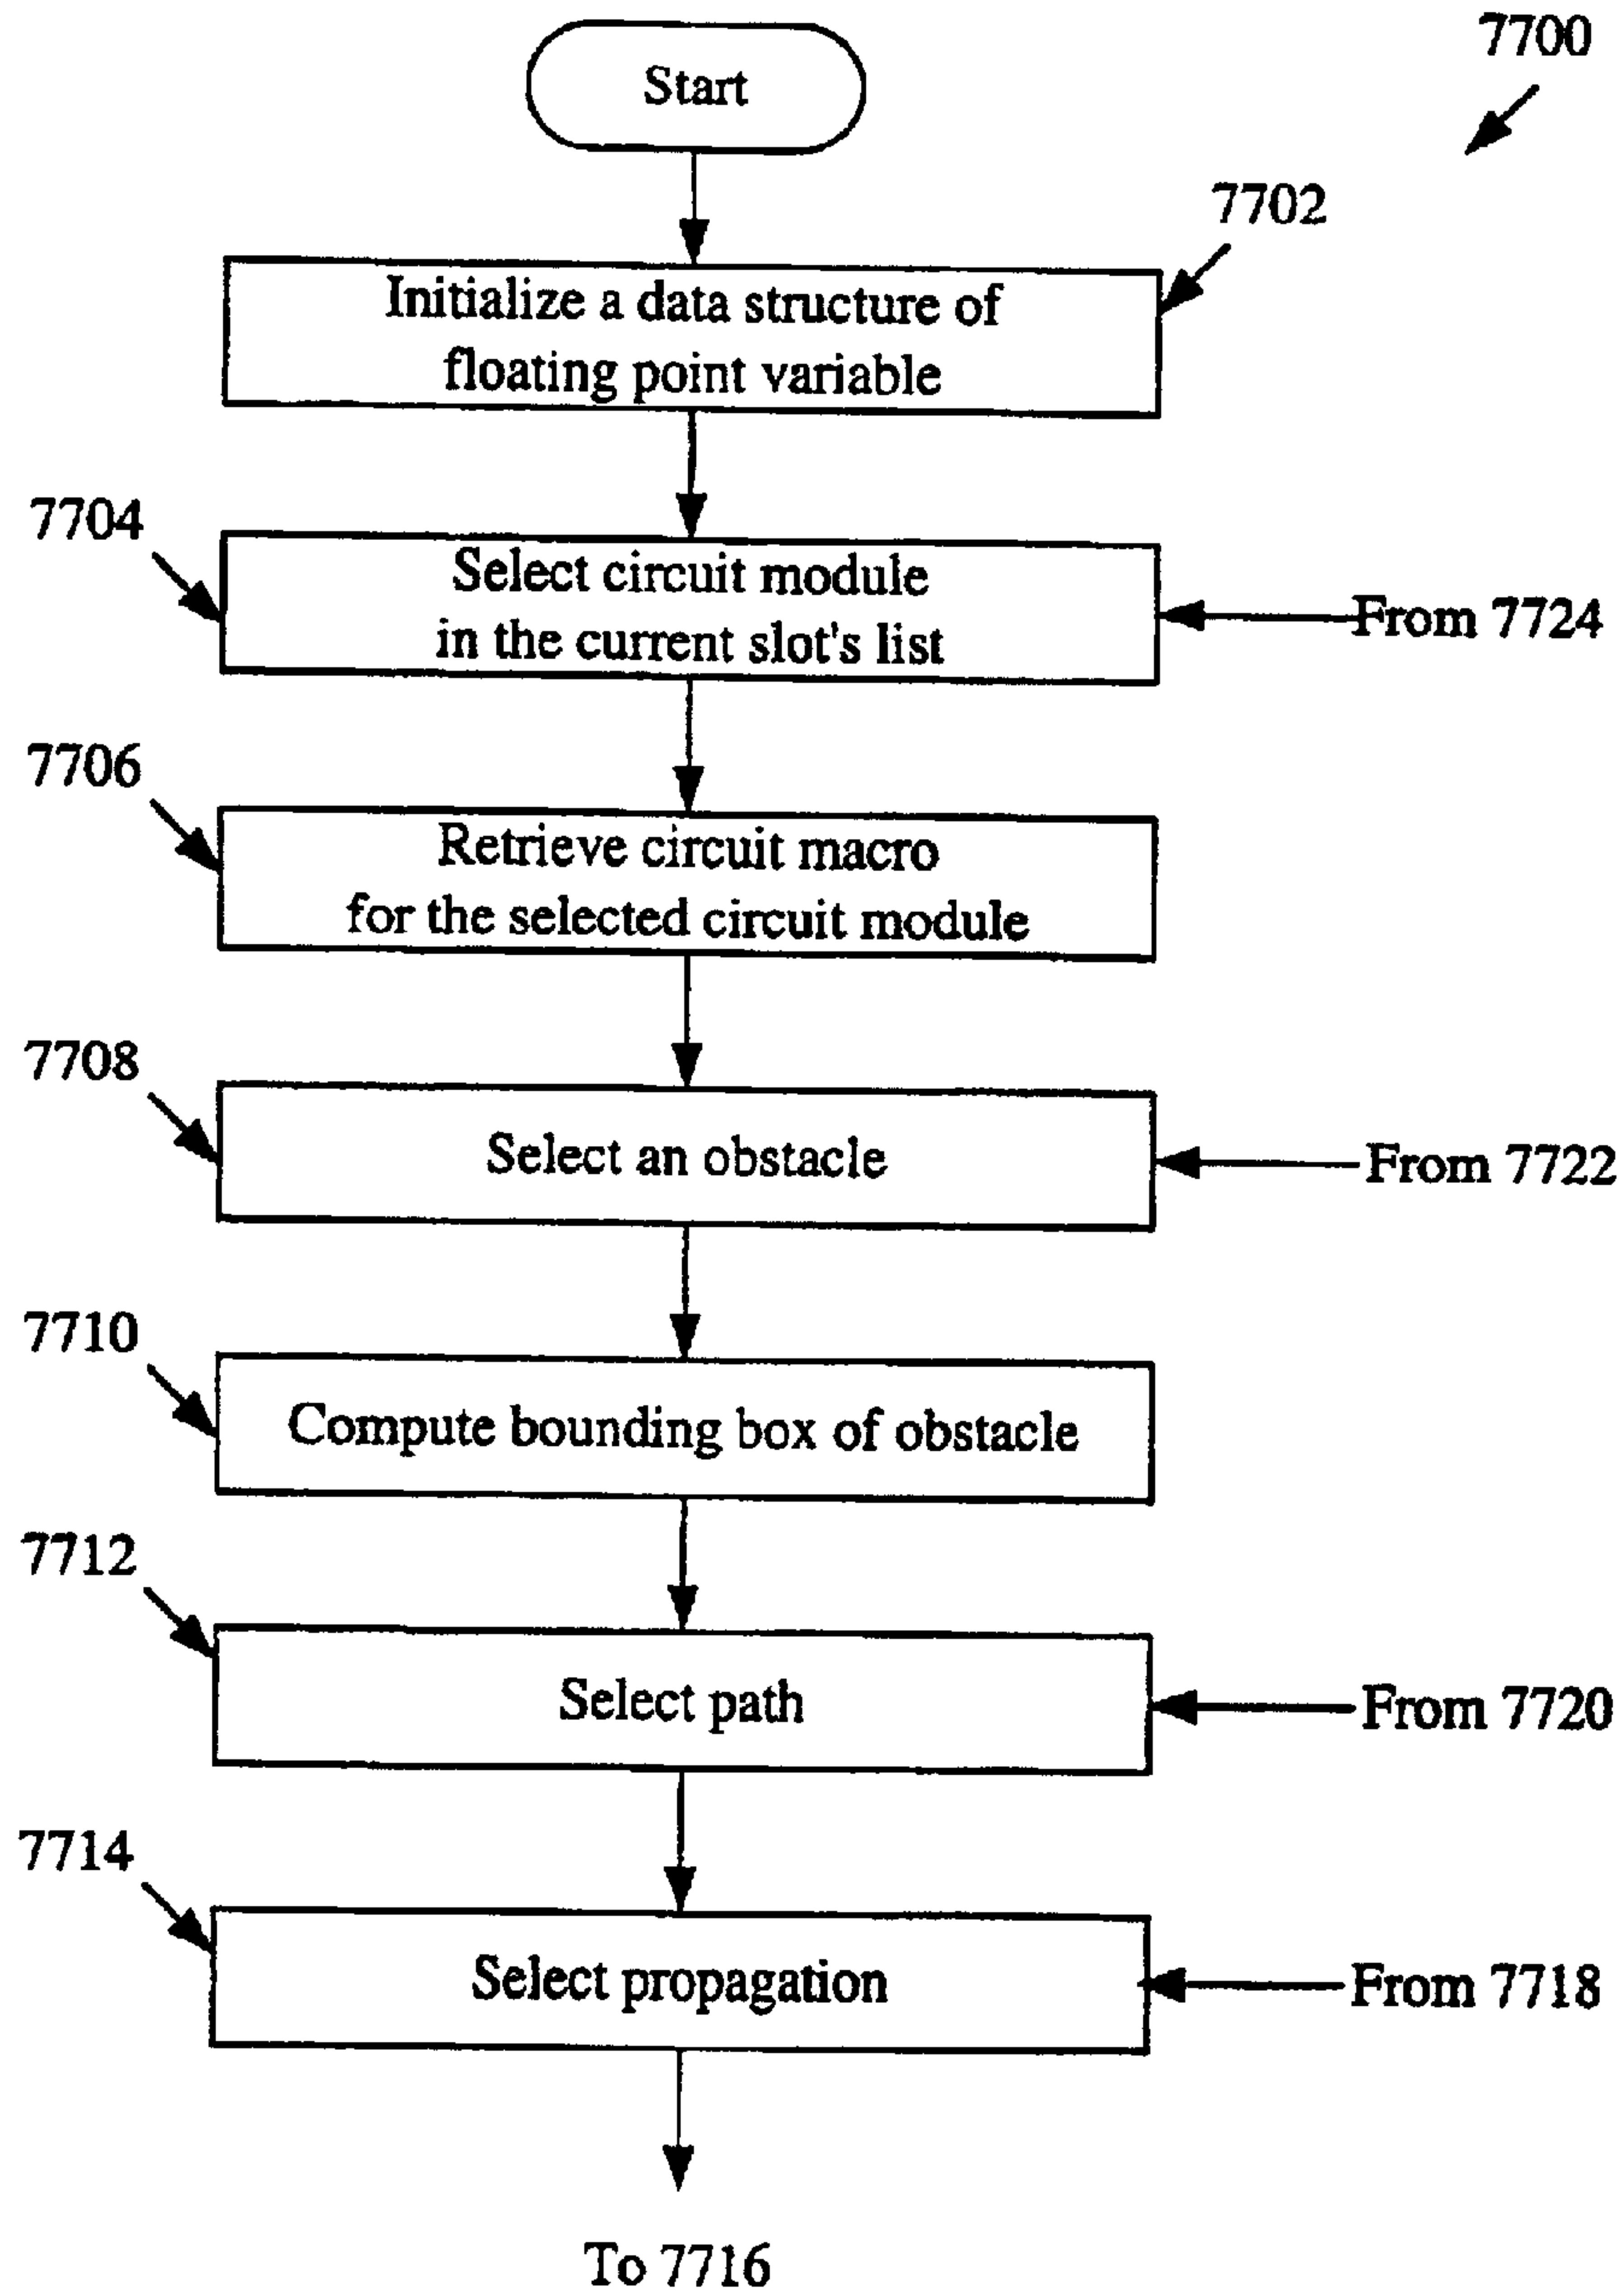 7700
Start
7702
Initialize a data structure of
floating point variable
7704
Select circuit module
in the current slot's list
From 7724
7706
Retrieve circuit macro
for the selected circuit module
7708
Select an obstacle
From 7722
7710
Compute bounding box of obstacle
7712
Select path
From 7720
7714
Select propagation
From 7718
To 7716